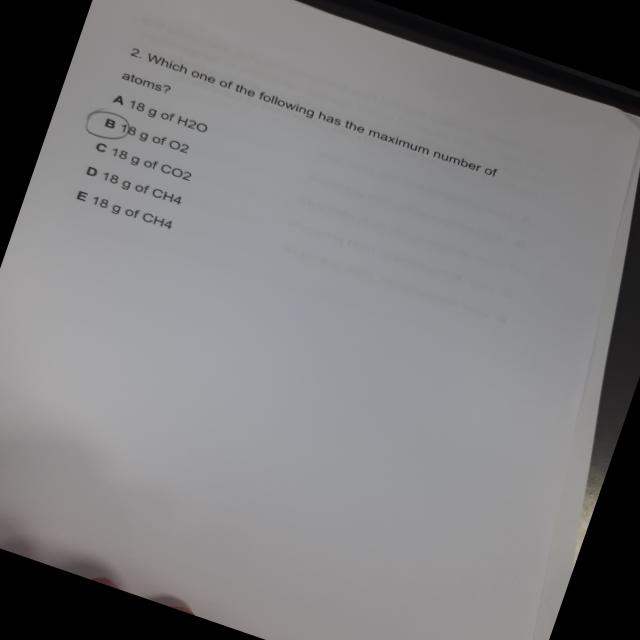 2. Which one of the following has the maximum number of
atoms?
A 18 g of H2O
B 18 g of O2
C 18 g of CO2
D 18 g of CH4
E 18 g of CH4